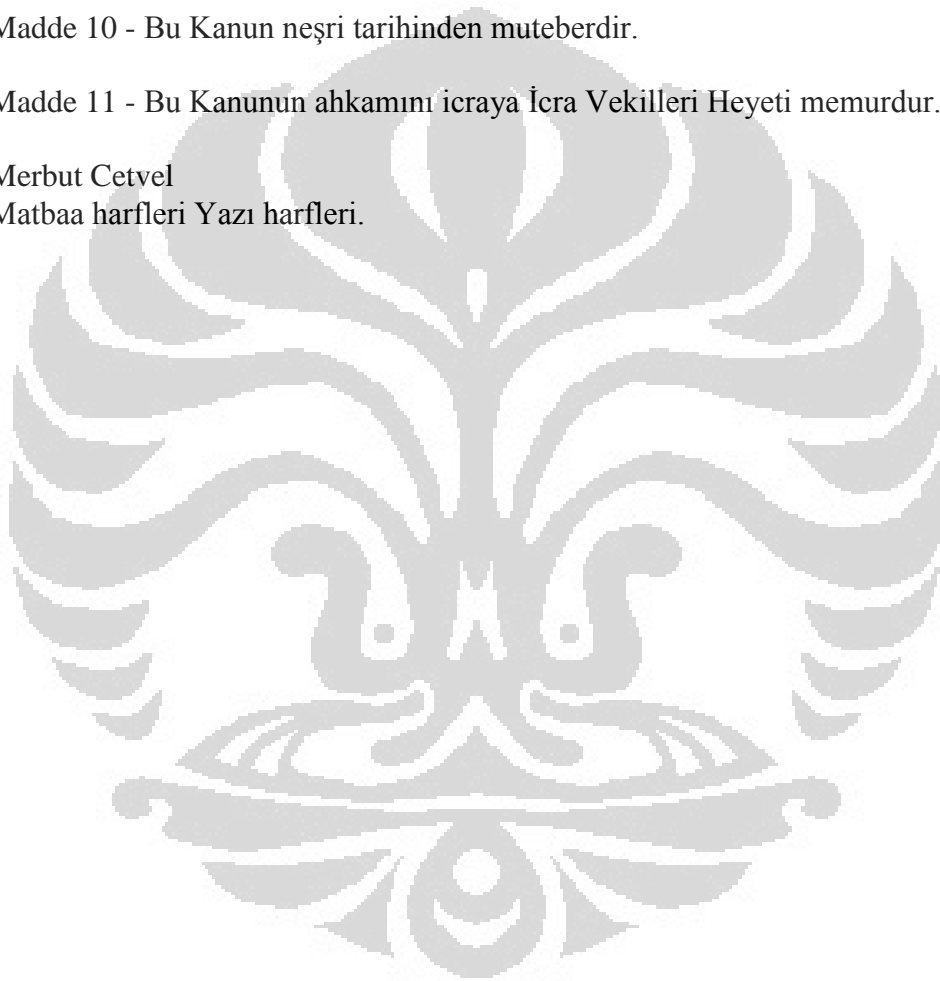 Madde 10 - Bu Kanun neşri tarihinden muteberdir.
Madde 11 - Bu Kanunun ahkamını icraya İcra Vekilleri Heyeti memurdur.
Merbut Cetvel
Matbaa harfleri Yazı harfleri.